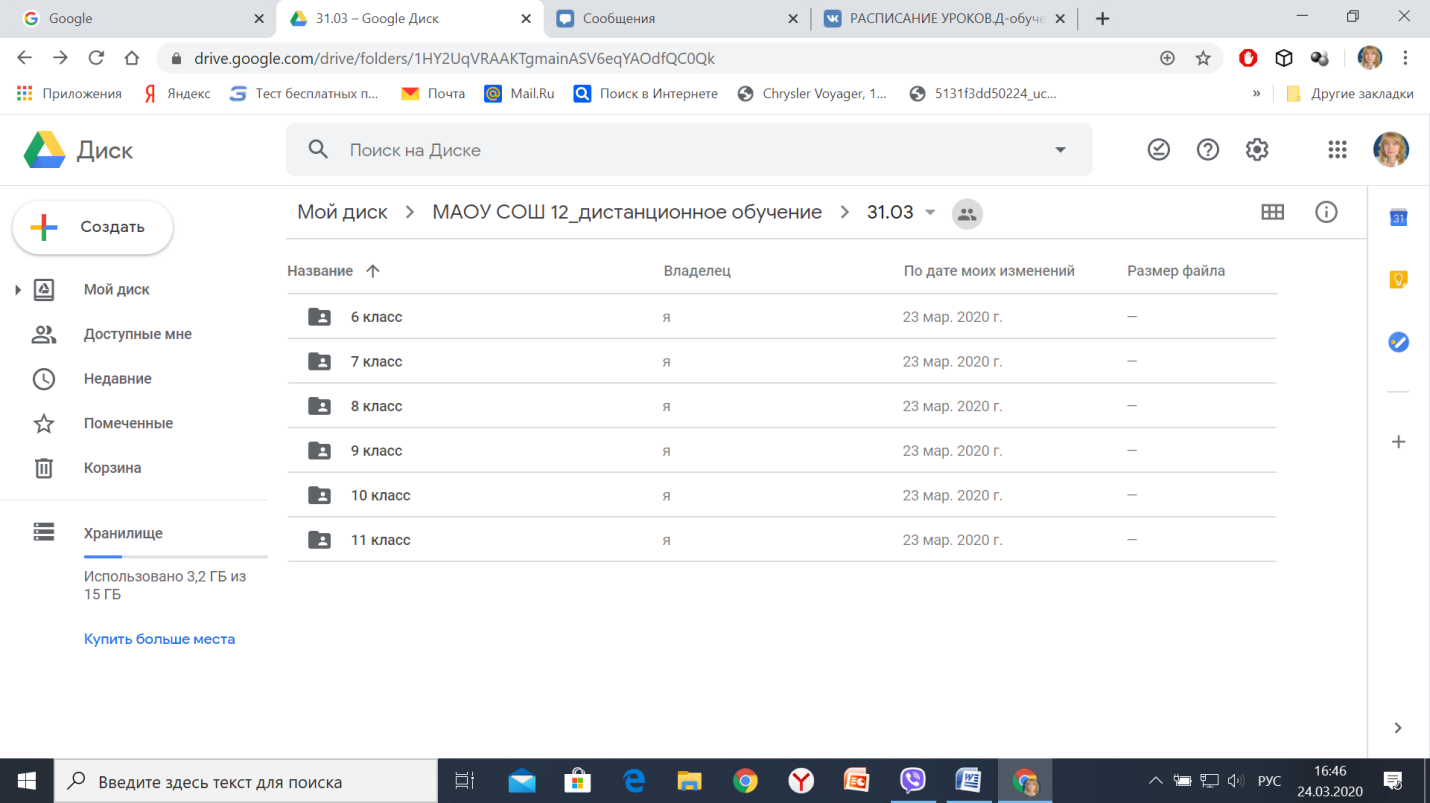 Google
31.03 – Google Диск
Сообщения
РАСПИСАНИЕ УРОКОВ.Д-обуче
drive.google.com/drive/folders/1HY2UqVRAAKTgmainASV6eqYAOdfQC0Qk
Приложения
Яндекс
Тест бесплатных п...
Почта
Mail.Ru
Поиск в Интернете
Chrysler Voyager, 1...
5131f3dd50224_uc...
»
Другие закладки
Диск
Поиск на Диске
Создать
Мой диск
Доступные мне
Недавние
Помеченные
Корзина
Хранилище
Использовано 3,2 ГБ из
15 ГБ
Купить больше места
Мой диск > МАОУ СОШ 12_дистанционное обучение > 31.03
Название Владелец По дате моих изменений Размер файла
6 класс я 23 мар. 2020 г. —
7 класс я 23 мар. 2020 г. —
8 класс я 23 мар. 2020 г. —
9 класс я 23 мар. 2020 г. —
10 класс я 23 мар. 2020 г. —
11 класс я 23 мар. 2020 г. —
31
Введите здесь текст для поиска
РУС
16:46
24.03.2020